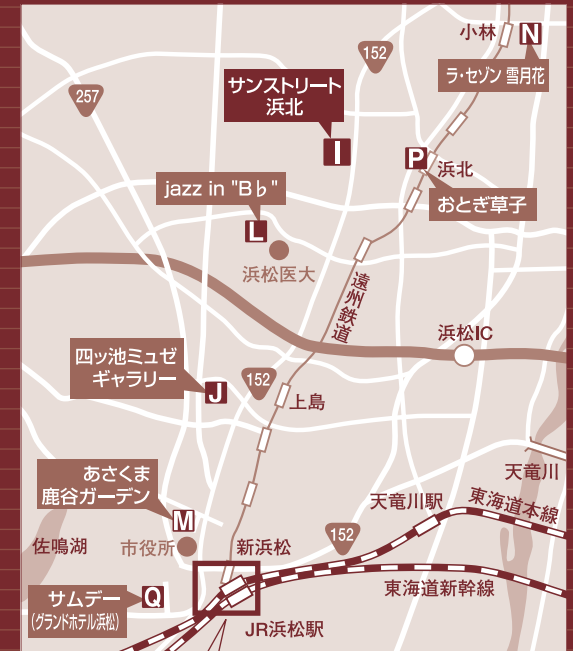 小林
N
152
ラ・セゾン 雪月花
257
サンストリート
浜北
I
P
浜北
jazz in "B♭"
おとぎ草子
L
浜松医大
遠州鉄道
浜松IC
四ッ池ミュゼ
ギャラリー
J
152
上島
あさくま
鹿谷ガーデン
天竜川
天竜川駅
東海道本線
M
佐鳴湖
市役所
新浜松
152
サムデー
(グランドホテル浜松)
Q
東海道新幹線
JR浜松駅